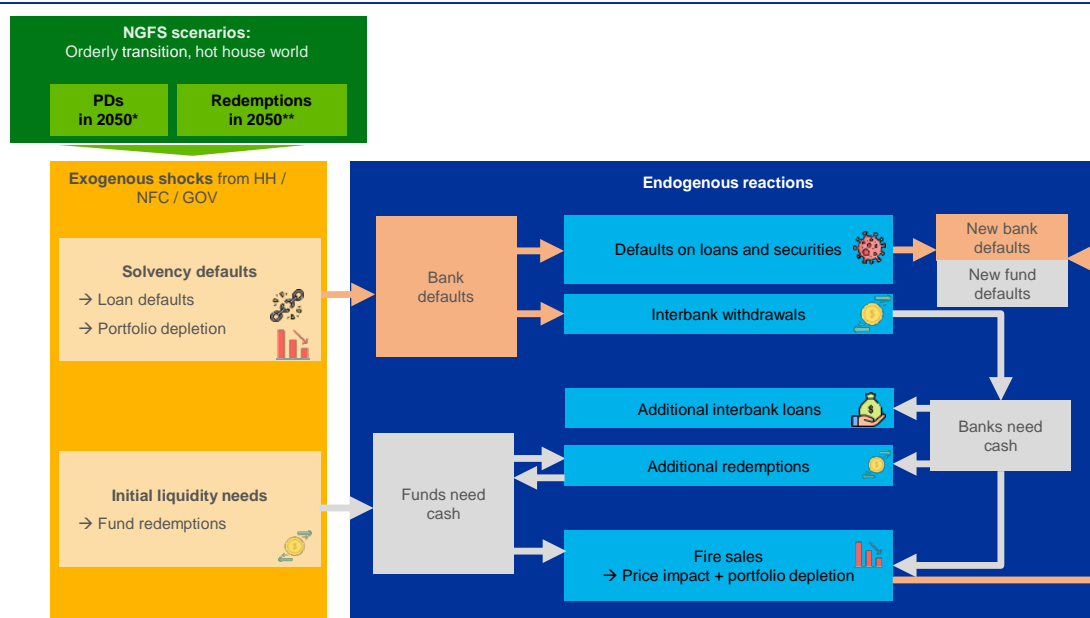 NGFS scenarios:
Orderly transition, hot house world
PDs
in 2050*
Redemptions
in 2050**
Exogenous shocks from HH /
NFC / GOV
Solvency defaults
→ Loan defaults
→ Portfolio depletion
Initial liquidity needs
→ Fund redemptions
Endogenous reactions
Bank
defaults
Funds need
cash
Defaults on loans and securities
Interbank withdrawals
Additional interbank loans
Additional redemptions
Fire sales
→ Price impact + portfolio depletion
New bank
defaults
New fund
defaults
Banks need
cash